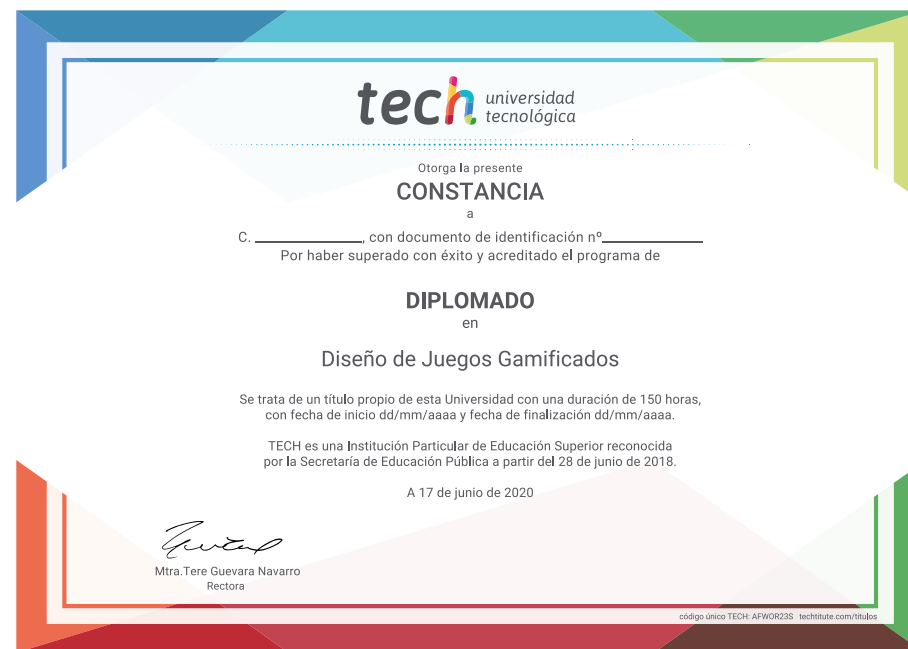 tech universidad
tecnológica
Otorga la presente
CONSTANCIA
a
C. ____________, con documento de identificación nº____________
Por haber superado con éxito y acreditado el programa de
DIPLOMADO
en
Diseño de Juegos Gamificados
Se trata de un título propio de esta Universidad con una duración de 150 horas,
con fecha de inicio dd/mm/aaaa y fecha de finalización dd/mm/aaaa.
TECH es una Institución Particular de Educación Superior reconocida
por la Secretaría de Educación Pública a partir del 28 de junio de 2018.
A 17 de junio de 2020
Mtra.Tere Guevara Navarro
Rectora
código único TECH: AFWOR23S techtitute.com/titulos